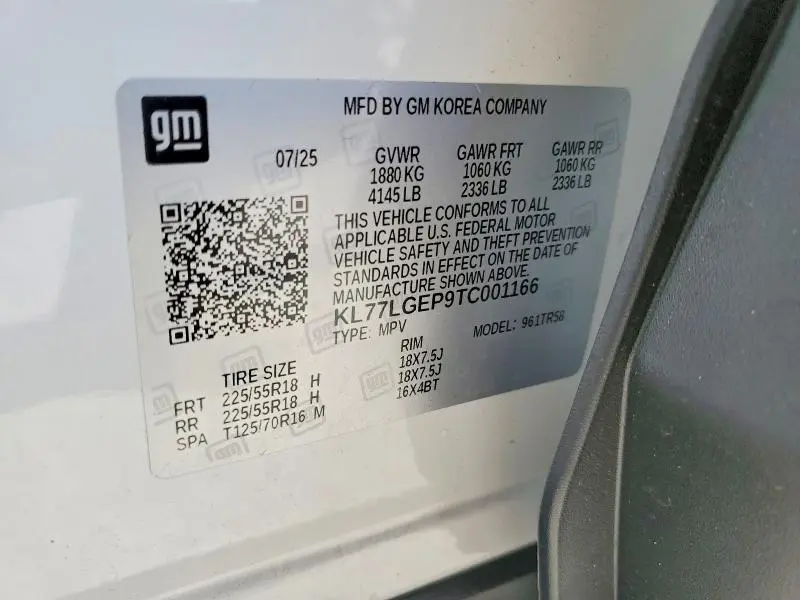 gm
MFD BY GM KOREA COMPANY
07/25 GVWR GAWR FRT GAWR RR
1880 KG 1060 KG 1060 KG
4145 LB 2336 LB 2336 LB
THIS VEHICLE CONFORMS TO ALL
APPLICABLE U.S. FEDERAL MOTOR
VEHICLE SAFETY AND THEFT PREVENTION
STANDARDS IN EFFECT ON THE DATE OF
MANUFACTURE SHOWN ABOVE.
KL77LGEP9TC001166
TYPE: MPV MODEL: 961TR58
TIRE SIZE RIM
FRT 225/55R18 H 18X7.5J
RR 225/55R18 H 18X7.5J
SPA T125/70R16 M 16X4BT